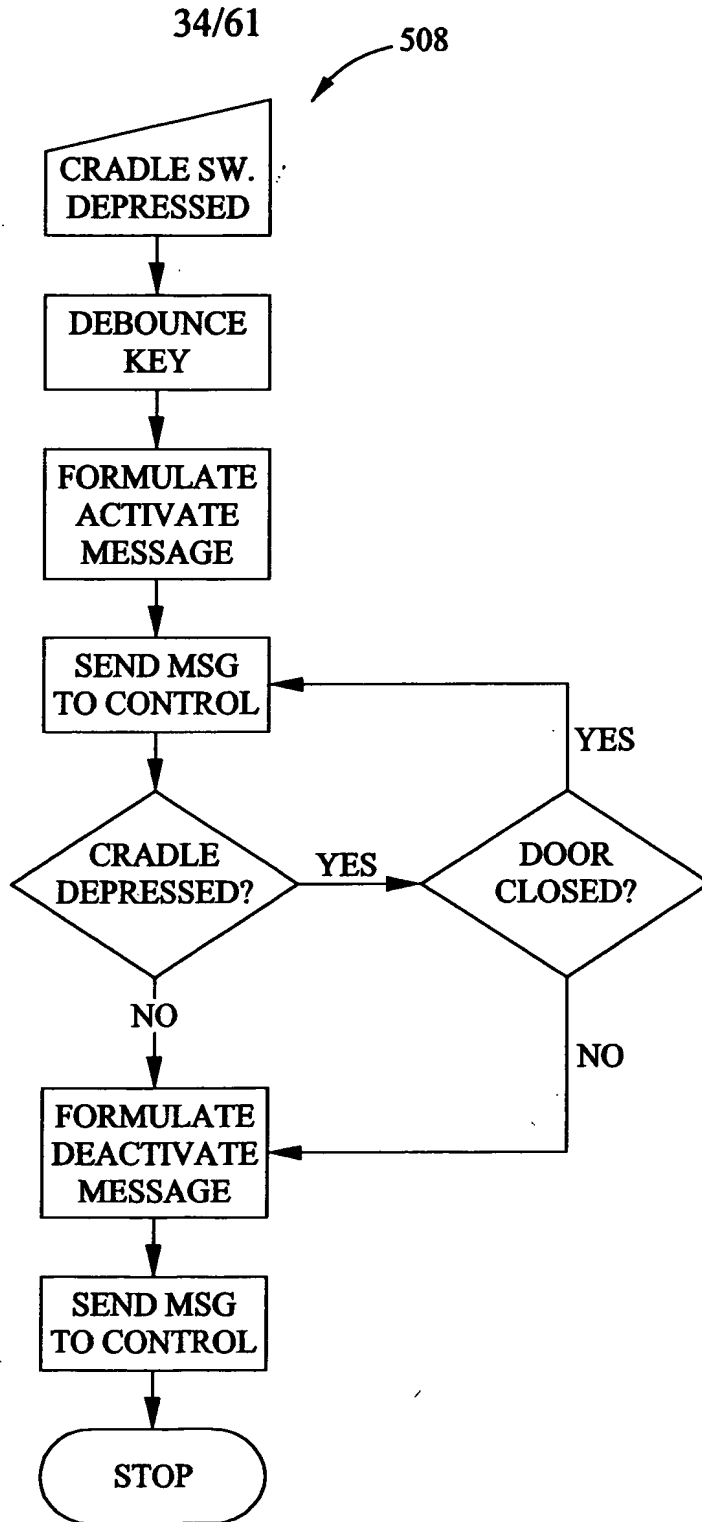 34/61
508
CRADLE SW.
DEPRESSED
DEBOUNCE
KEY
FORMULATE
ACTIVATE
MESSAGE
SEND MSG
TO CONTROL
YES
CRADLE
DEPRESSED?
YES
DOOR
CLOSED?
NO
NO
FORMULATE
DEACTIVATE
MESSAGE
SEND MSG
TO CONTROL
STOP